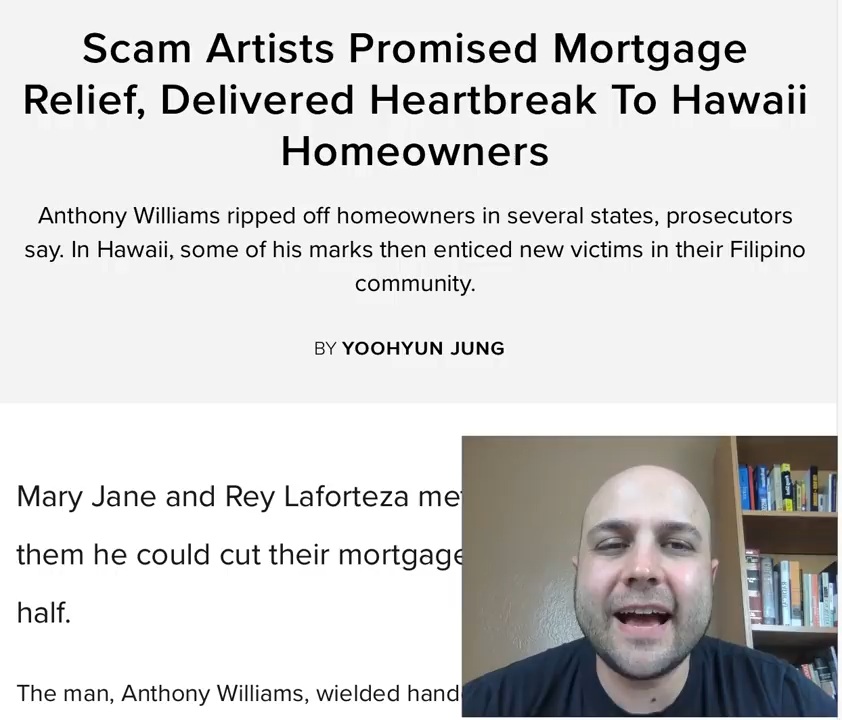 Scam Artists Promised Mortgage
Relief, Delivered Heartbreak To Hawaii
Homeowners
Anthony Williams ripped off homeowners in several states, prosecutors
say. In Hawaii, some of his marks then enticed new victims in their Filipino
community.
BY YOOHYUN JUNG
Mary Jane and Rey Laforteza me
them he could cut their mortgage
half.
The man, Anthony Williams, wielded hand